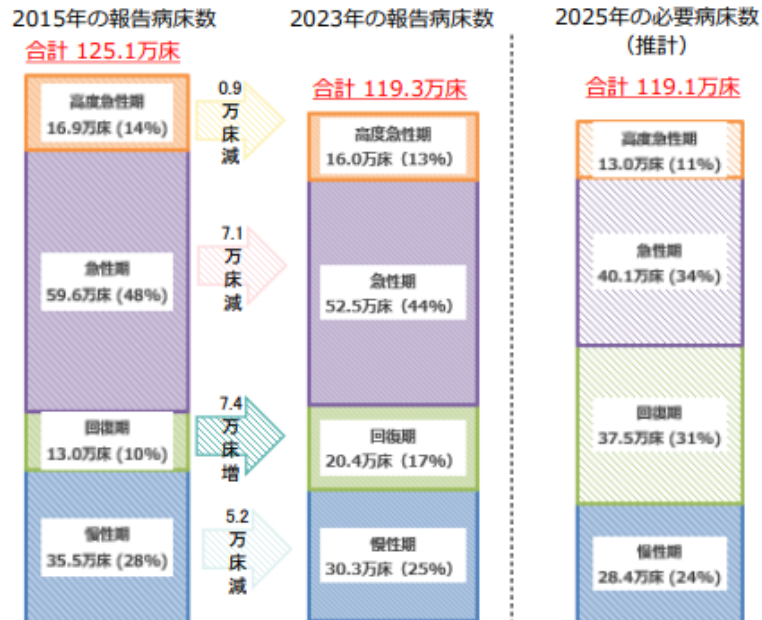 2015年の報告病床数
合計 125.1万床
高度急性期
16.9万床 (14%)
急性期
59.6万床 (48%)
回復期
13.0万床 (10%)
慢性期
35.5万床 (28%)
0.9
万
床
減
7.1
万
床
減
7.4
万
床
増
5.2
万
床
減
2023年の報告病床数
合計 119.3万床
高度急性期
16.0万床（13%）
急性期
52.5万床（44%）
回復期
20.4万床（17%）
慢性期
30.3万床（25%）
2025年の必要病床数
（推計）
合計 119.1万床
高度急性期
13.0万床 (11%)
急性期
40.1万床 (34%)
回復期
37.5万床 (31%)
慢性期
28.4万床 (24%)